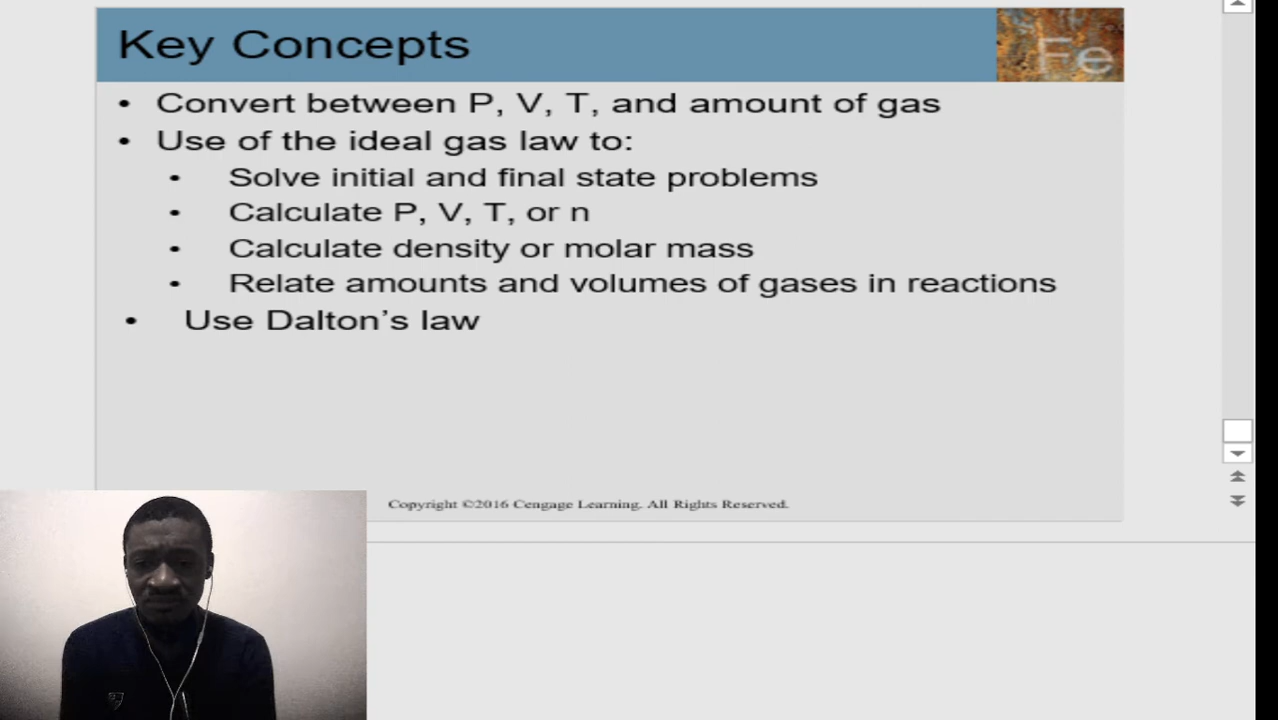 Key Concepts
Fe
• Convert between P, V, T, and amount of gas
• Use of the ideal gas law to:
• Solve initial and final state problems
• Calculate P, V, T, or n
• Calculate density or molar mass
• Relate amounts and volumes of gases in reactions
• Use Dalton’s law
Copyright ©2016 Cengage Learning. All Rights Reserved.